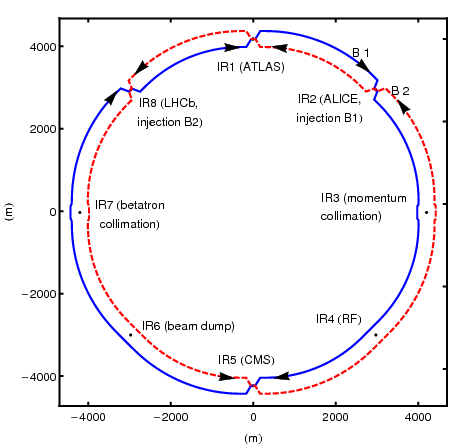 4000
B 1
IR1 (ATLAS)
B 2
IR8 (LHCb,
injection B2)
IR2 (ALICE,
injection B1)
2000
IR7 (betatron
collimation)
IR3 (momentum
collimation)
0
(m)
−2000
IR6 (beam dump)
IR4 (RF)
IR5 (CMS)
−4000
−4000 −2000 0 2000 4000
(m)